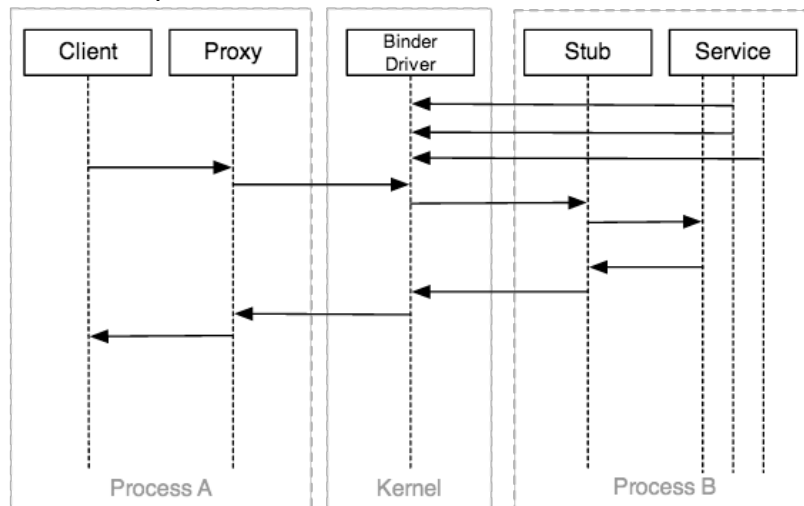 Client
Proxy
Binder
Driver
Stub
Service
Process A
Kernel
Process B